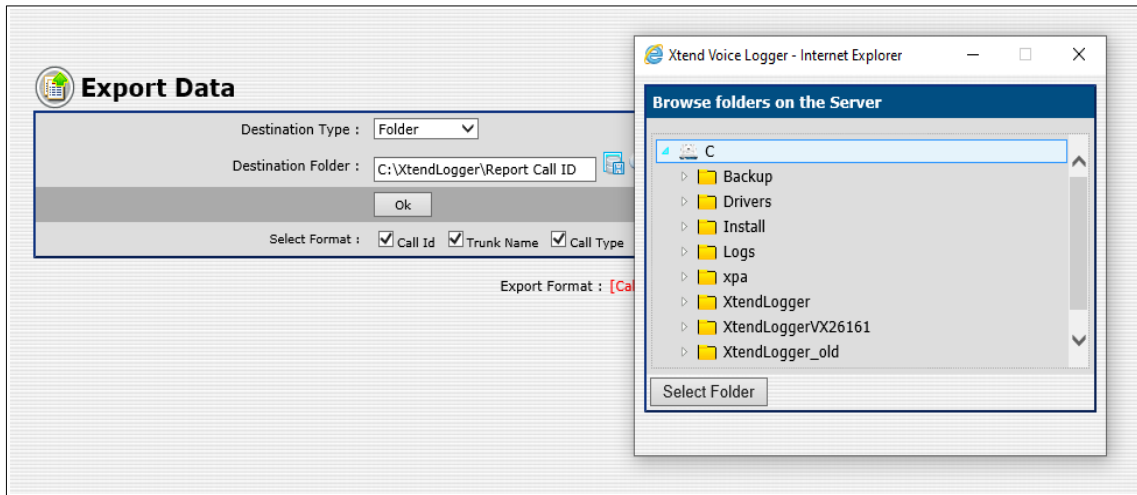 Export Data
Destination Type : Folder
Destination Folder : C:\XtendLogger\Report Call ID
Ok
Select Format : Call Id Trunk Name Call Type
Export Format :
Xtend Voice Logger - Internet Explorer
Browse folders on the Server
C
Backup
Drivers
Install
Logs
xpa
XtendLogger
XtendLoggerVX26161
XtendLogger_old
Select Folder